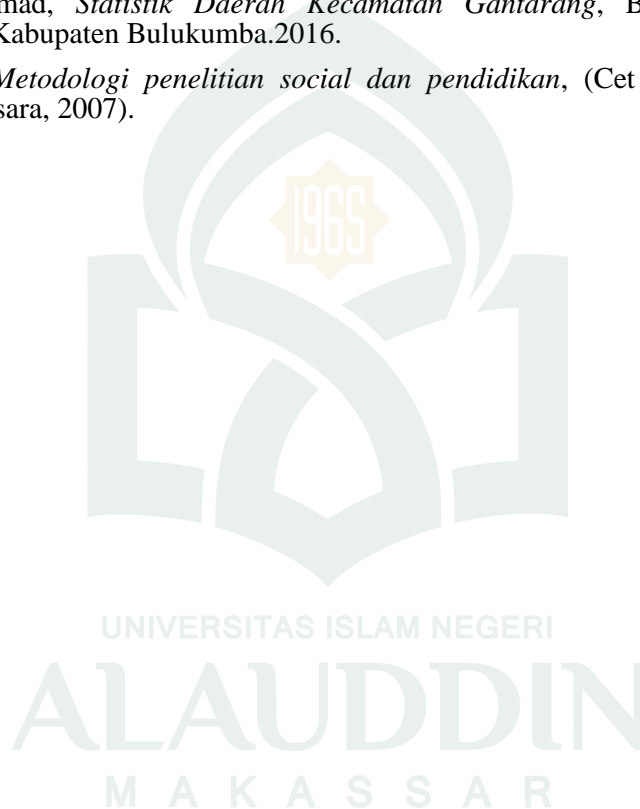 mad, Statistik Daerah Kecamatan Gantarang, B
Kabupaten Bulukumba.2016.
Metodologi penelitian social dan pendidikan, (Cet
sara, 2007).
1965
UNIVERSITAS ISLAM NEGERI
ALAUDDIN
MAKASSAR